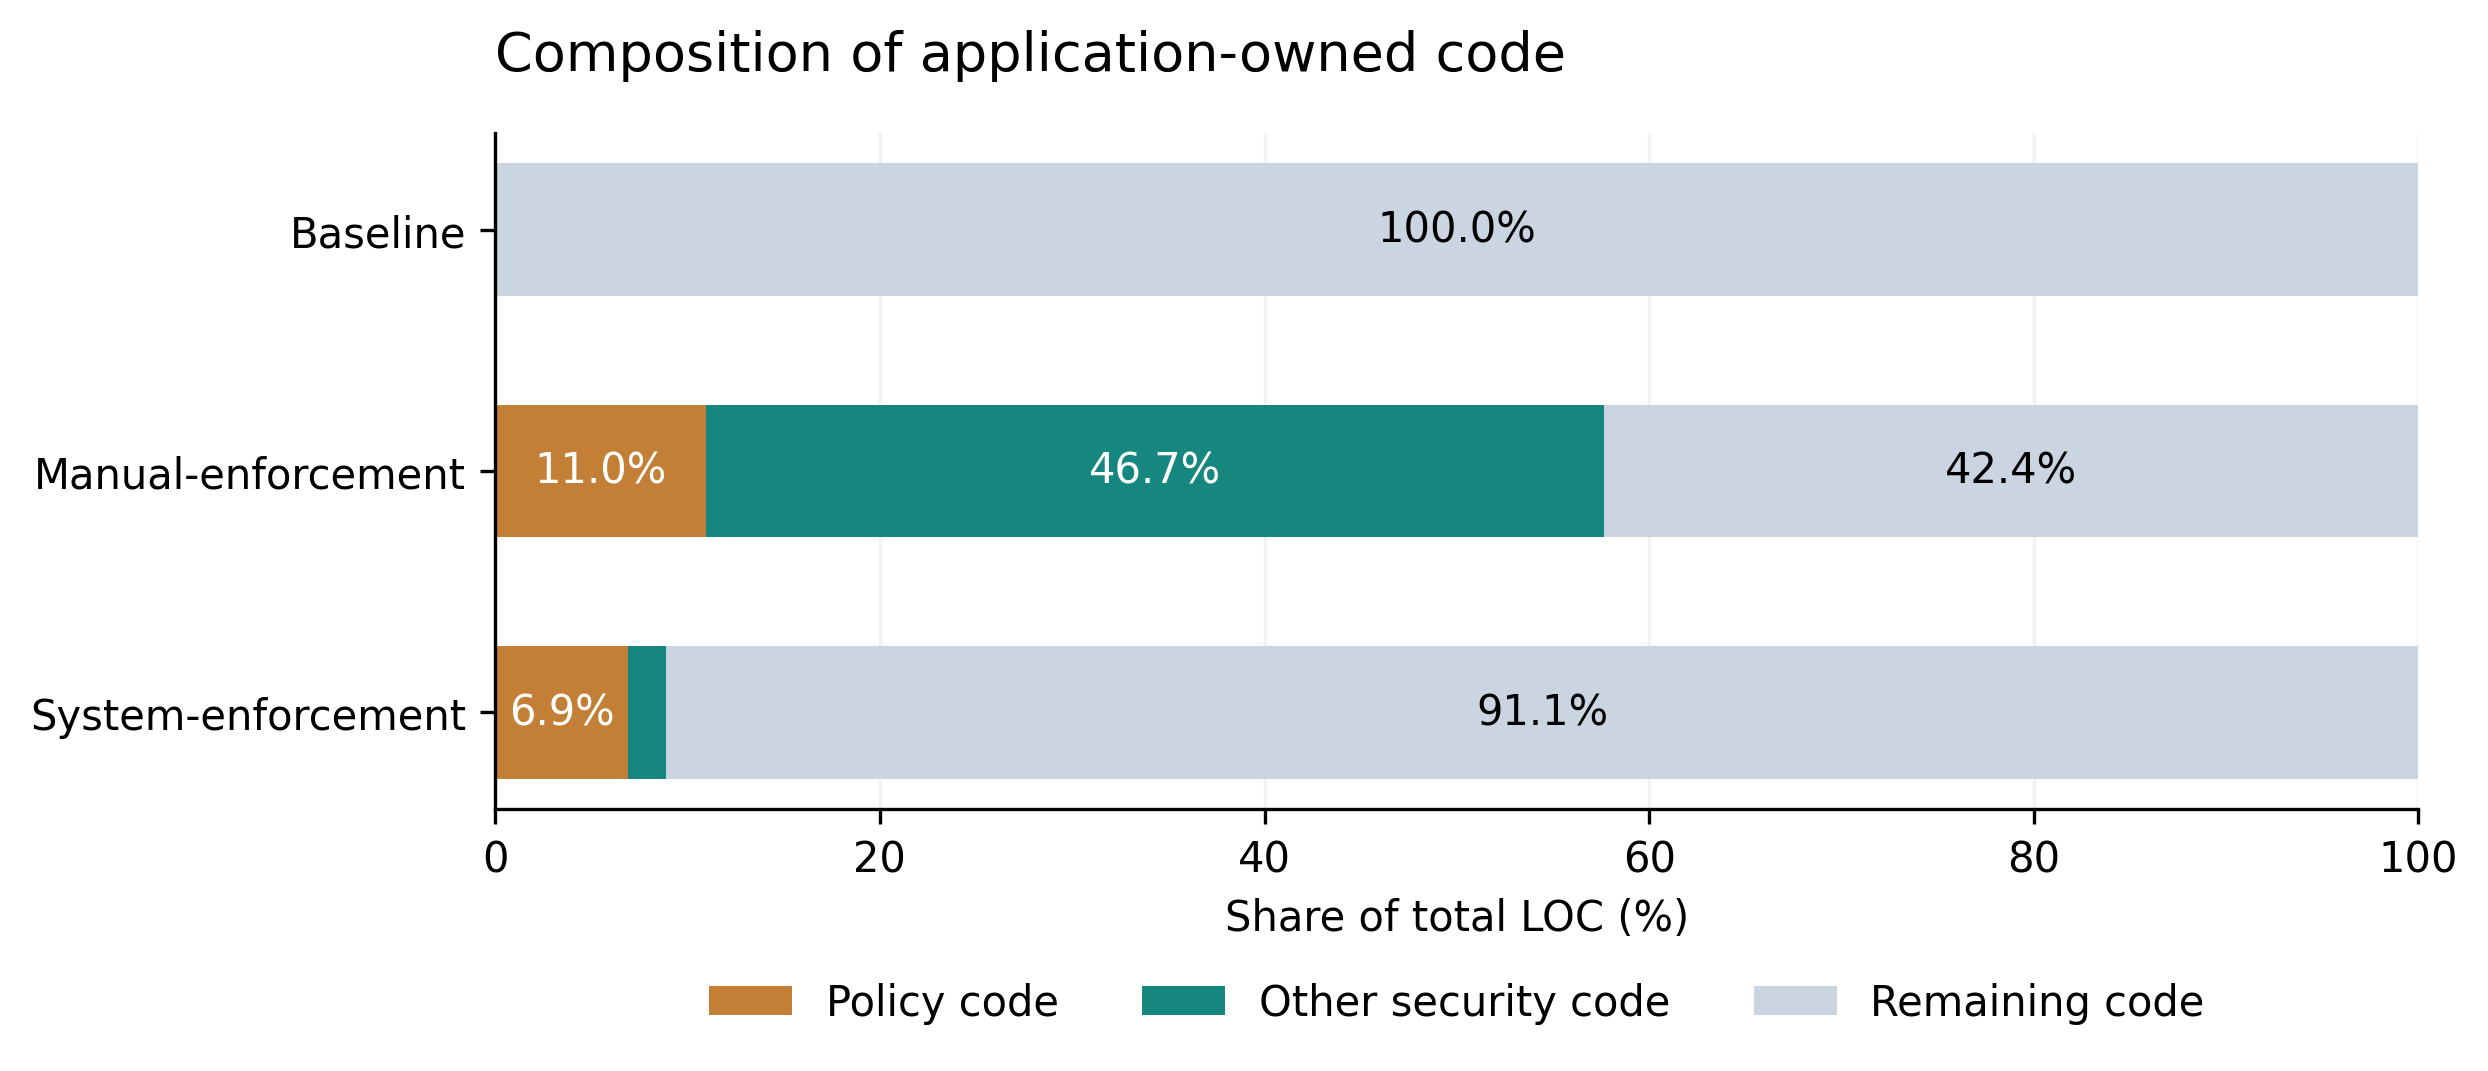 Composition of application-owned code
Baseline
100.0%
Manual-enforcement
11.0% 46.7% 42.4%
System-enforcement
6.9% 91.1%
0 20 40 60 80 100
Share of total LOC (%)
Policy code Other security code Remaining code